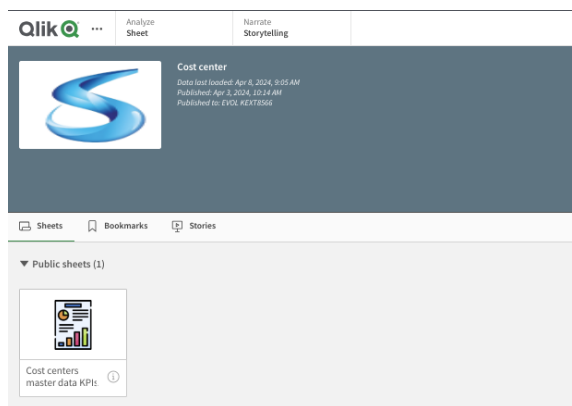 Qlik
Analyze
Sheet
Narrate
Storytelling
Cost center
Data last loaded: Apr 8, 2024, 9:05 AM
Published: Apr 3, 2024, 10:14 AM
Published to: EVOL KEXT8566
Sheets
Bookmarks
Stories
Public sheets (1)
Cost centers
master data KPIs